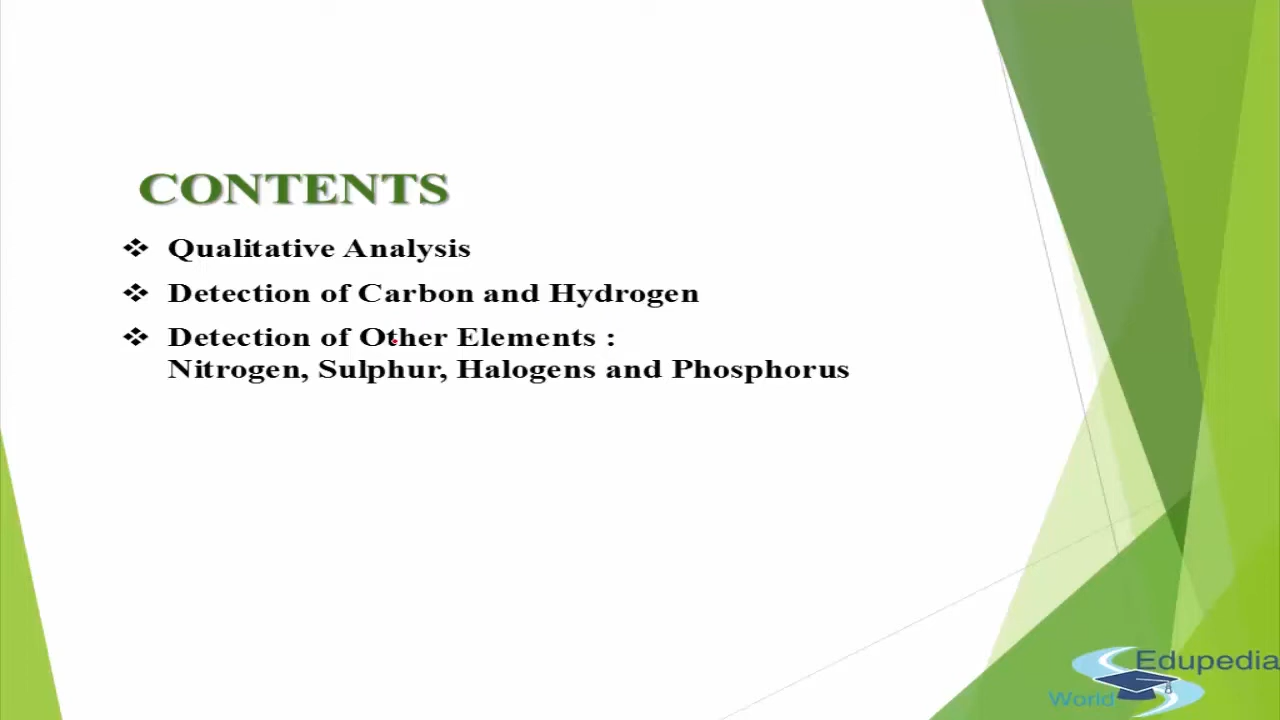 CONTENTS
❖ Qualitative Analysis
❖ Detection of Carbon and Hydrogen
❖ Detection of Other Elements :
Nitrogen, Sulphur, Halogens and Phosphorus
Edupedia
World